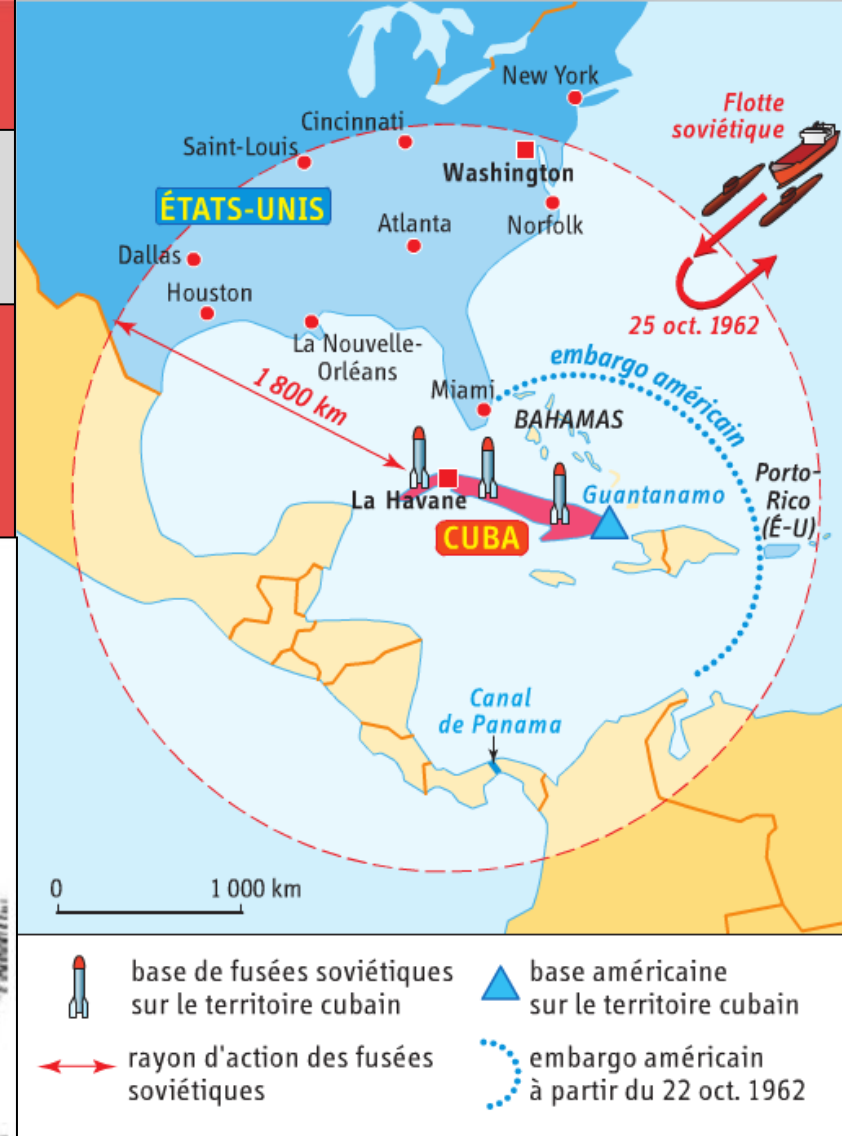 New York
Flotte
soviétique
Cincinnati
Saint-Louis
Washington
ÉTATS-UNIS
Norfolk
Atlanta
Dallas
Houston
25 oct. 1962
La Nouvelle-
Orléans
1 800 km
embargo américain
Miami
BAHAMAS
Porto-
Rico
(É-U)
Guantanamo
La Havane
CUBA
Canal
de Panama
0 1 000 km
base de fusées soviétiques
sur le territoire cubain
base américaine
sur le territoire cubain
rayon d'action des fusées
soviétiques
embargo américain
à partir du 22 oct. 1962